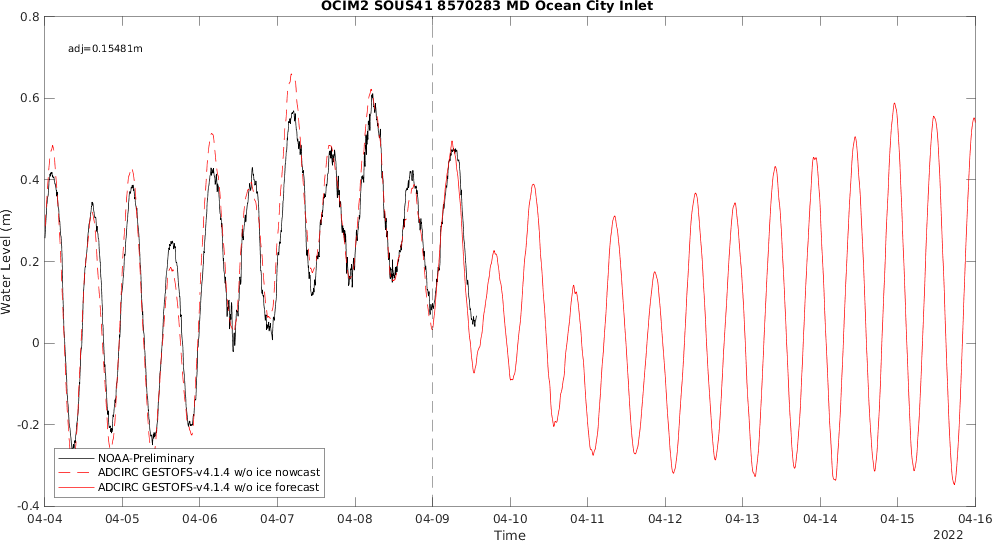 OCIM2 SOUS41 8570283 MD Ocean City Inlet
adj=0.15481m
0.8
0.6
0.4
0.2
0
-0.2
-0.4
Water Level (m)
NOAA-Preliminary
ADCIRC GESTOFS-v4.1.4 w/o ice nowcast
ADCIRC GESTOFS-v4.1.4 w/o ice forecast
04-04 04-05 04-06 04-07 04-08 04-09 04-10 04-11 04-12 04-13 04-14 04-15 04-16
Time
2022